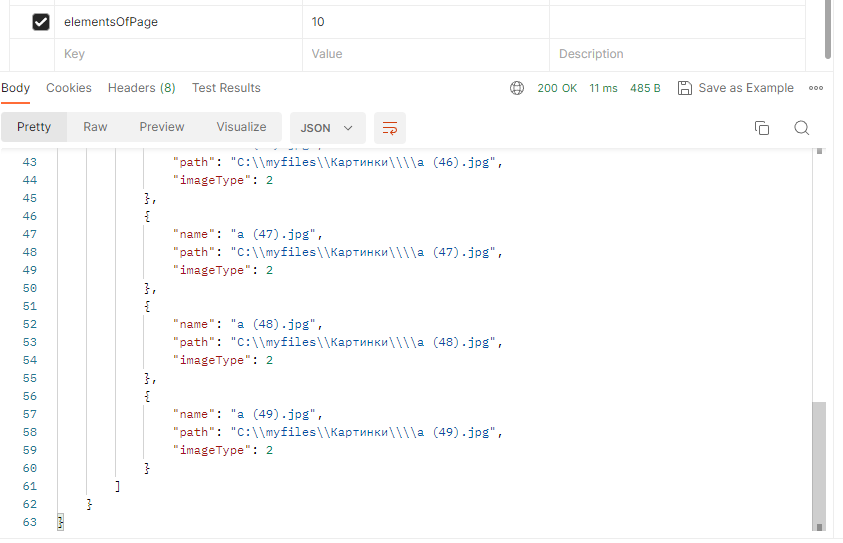 elementsOfPage 10
Key Value Description
Body Cookies Headers (8) Test Results 200 OK 11 ms 485 B Save as Example
Pretty Raw Preview Visualize JSON
43 "path": "C:\\myfiles\\Картинки\\\\a (46).jpg",
44 "imageType": 2
45 },
46 {
47 "name": "a (47).jpg",
48 "path": "C:\\myfiles\\Картинки\\\\a (47).jpg",
49 "imageType": 2
50 },
51 {
52 "name": "a (48).jpg",
53 "path": "C:\\myfiles\\Картинки\\\\a (48).jpg",
54 "imageType": 2
55 },
56 {
57 "name": "a (49).jpg",
58 "path": "C:\\myfiles\\Картинки\\\\a (49).jpg",
59 "imageType": 2
60 }
61 ]
62 }
63 }